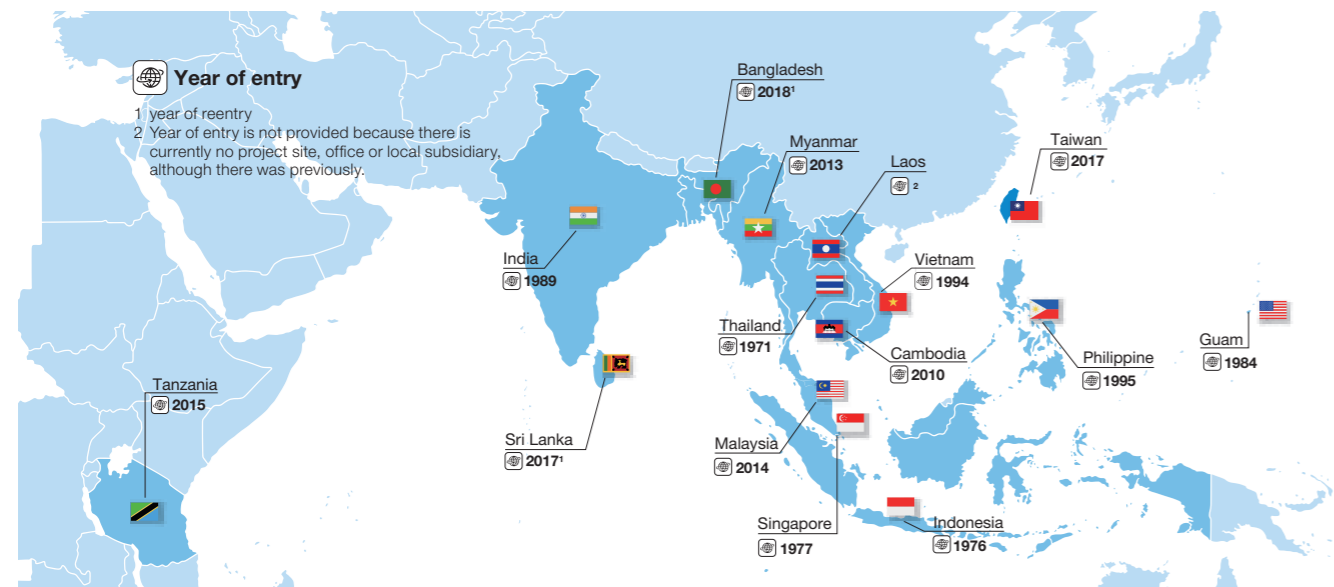 Year of entry
1 year of reentry
2 Year of entry is not provided because there is
currently no project site, office or local subsidiary,
although there was previously.
Bangladesh
2018¹
Myanmar
2013
Laos
²
Taiwan
2017
India
1989
Vietnam
1994
Thailand
1971
Cambodia
2010
Philippine
1995
Guam
1984
Tanzania
2015
Sri Lanka
2017¹
Malaysia
2014
Singapore
1977
Indonesia
1976